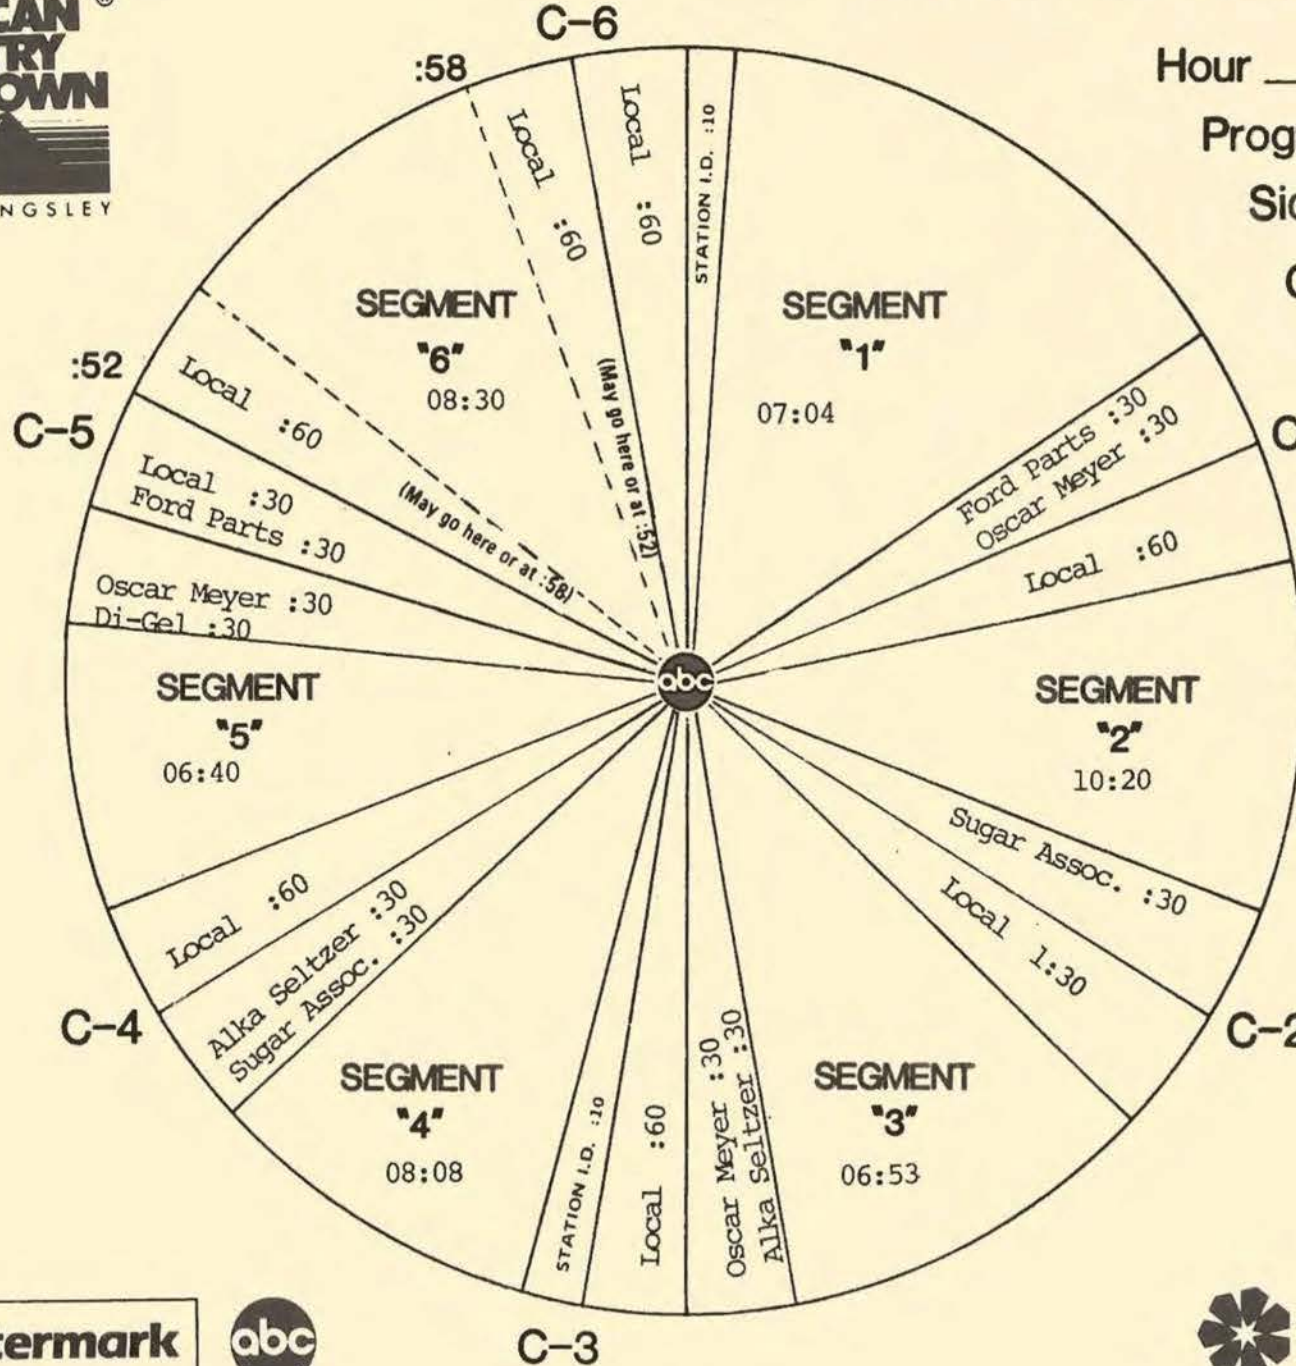 C-6
:58
:52
C-5
C-4
C-3
C-2
Hour
NGSLEY
STATION I.D. :10
SEGMENT
"1"
07:04
Ford Parts :30
Oscar Meyer :30
Local :60
SEGMENT
"2"
10:20
Sugar Assoc. :30
Local 1:30
SEGMENT
"3"
06:53
Oscar Meyer :30
Alka Seltzer :30
Local :60
STATION I.D. :10
SEGMENT
"4"
08:08
Alka Seltzer :30
Sugar Assoc. :30
Local :60
SEGMENT
"5"
06:40
Oscar Meyer :30
Di-Gel :30
Local :30
Ford Parts :30
Local :60
(May go here or at :58)
SEGMENT
"6"
08:30
Local :60
(May go here or at :52)
Local :60
abc
termark
abc